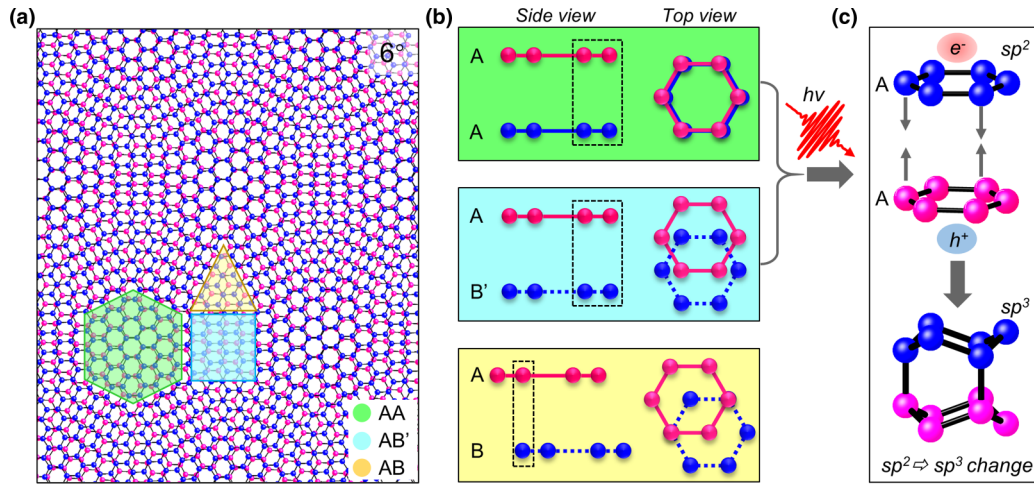 (a)
6°
AA
AB'
AB
(b)
Side view
Top view
A
A
A
B'
A
B
hν
(c)
e-
sp2
A
A
h+
sp3
sp2 ⇨ sp3 change